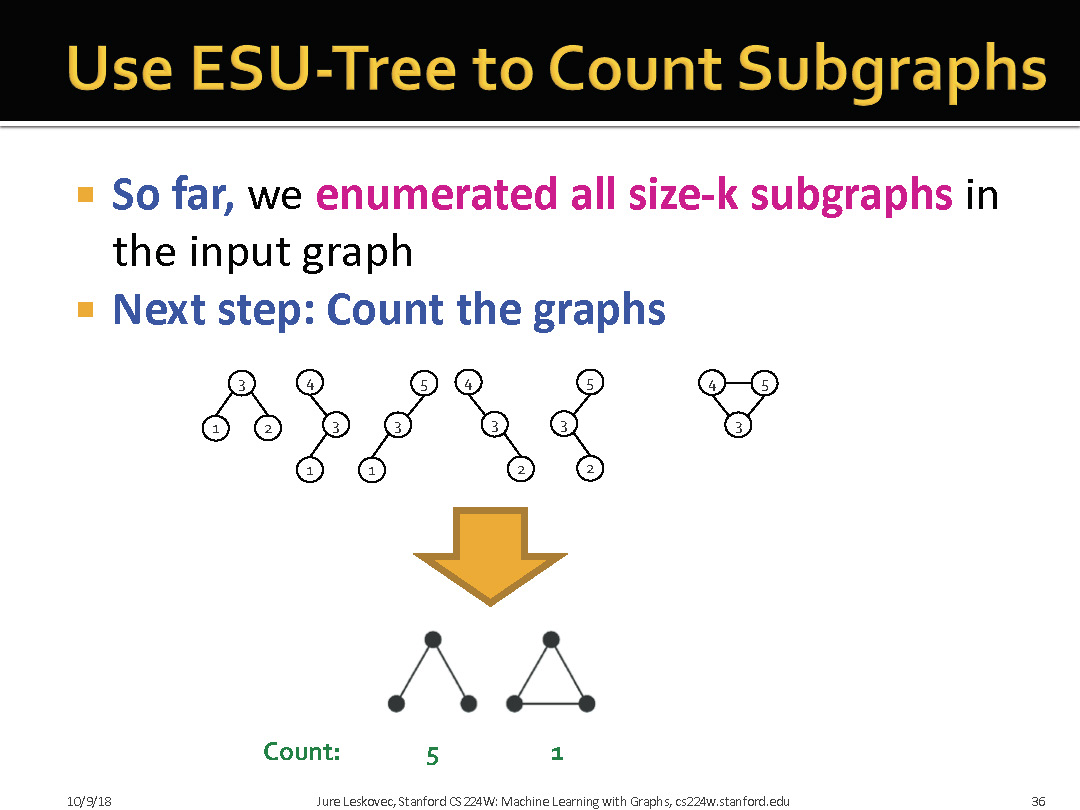 Use ESU-Tree to Count Subgraphs
So far, we enumerated all size-k subgraphs in
the input graph
Next step: Count the graphs
3 4 5 4 5 4 5
1 2 3 3 3 3 3
1 1 2 2
Count: 5 1
10/9/18 Jure Leskovec, Stanford CS224W: Machine Learning with Graphs, cs224w.stanford.edu 36